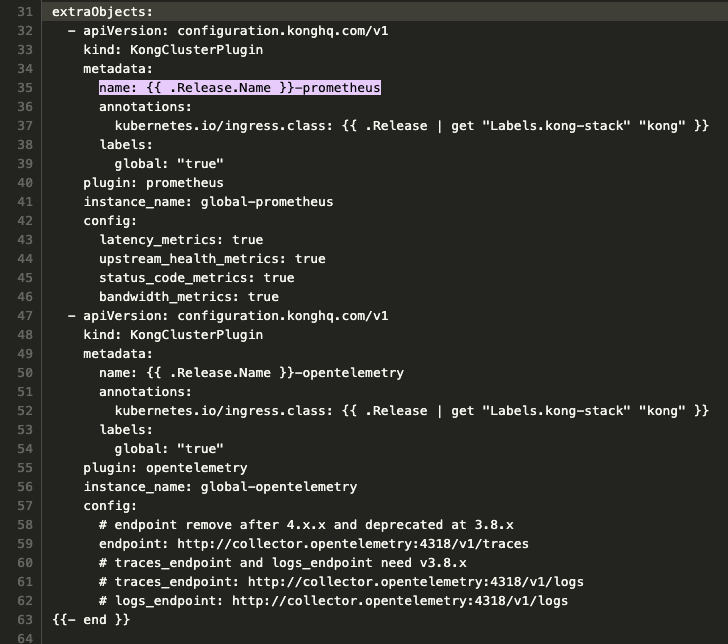 31 extraObjects:
32   - apiVersion: configuration.konghq.com/v1
33     kind: KongClusterPlugin
34     metadata:
35       name: {{ .Release.Name }}-prometheus
36       annotations:
37         kubernetes.io/ingress.class: {{ .Release | get "Labels.kong-stack" "kong" }}
38       labels:
39         global: "true"
40     plugin: prometheus
41     instance_name: global-prometheus
42     config:
43       latency_metrics: true
44       upstream_health_metrics: true
45       status_code_metrics: true
46       bandwidth_metrics: true
47   - apiVersion: configuration.konghq.com/v1
48     kind: KongClusterPlugin
49     metadata:
50       name: {{ .Release.Name }}-opentelemetry
51       annotations:
52         kubernetes.io/ingress.class: {{ .Release | get "Labels.kong-stack" "kong" }}
53       labels:
54         global: "true"
55     plugin: opentelemetry
56     instance_name: global-opentelemetry
57     config:
58       # endpoint remove after 4.x.x and deprecated at 3.8.x
59       endpoint: http://collector.opentelemetry:4318/v1/traces
60       # traces_endpoint and logs_endpoint need v3.8.x
61       # traces_endpoint: http://collector.opentelemetry:4318/v1/logs
62       # logs_endpoint: http://collector.opentelemetry:4318/v1/logs
63 {{- end }}
64